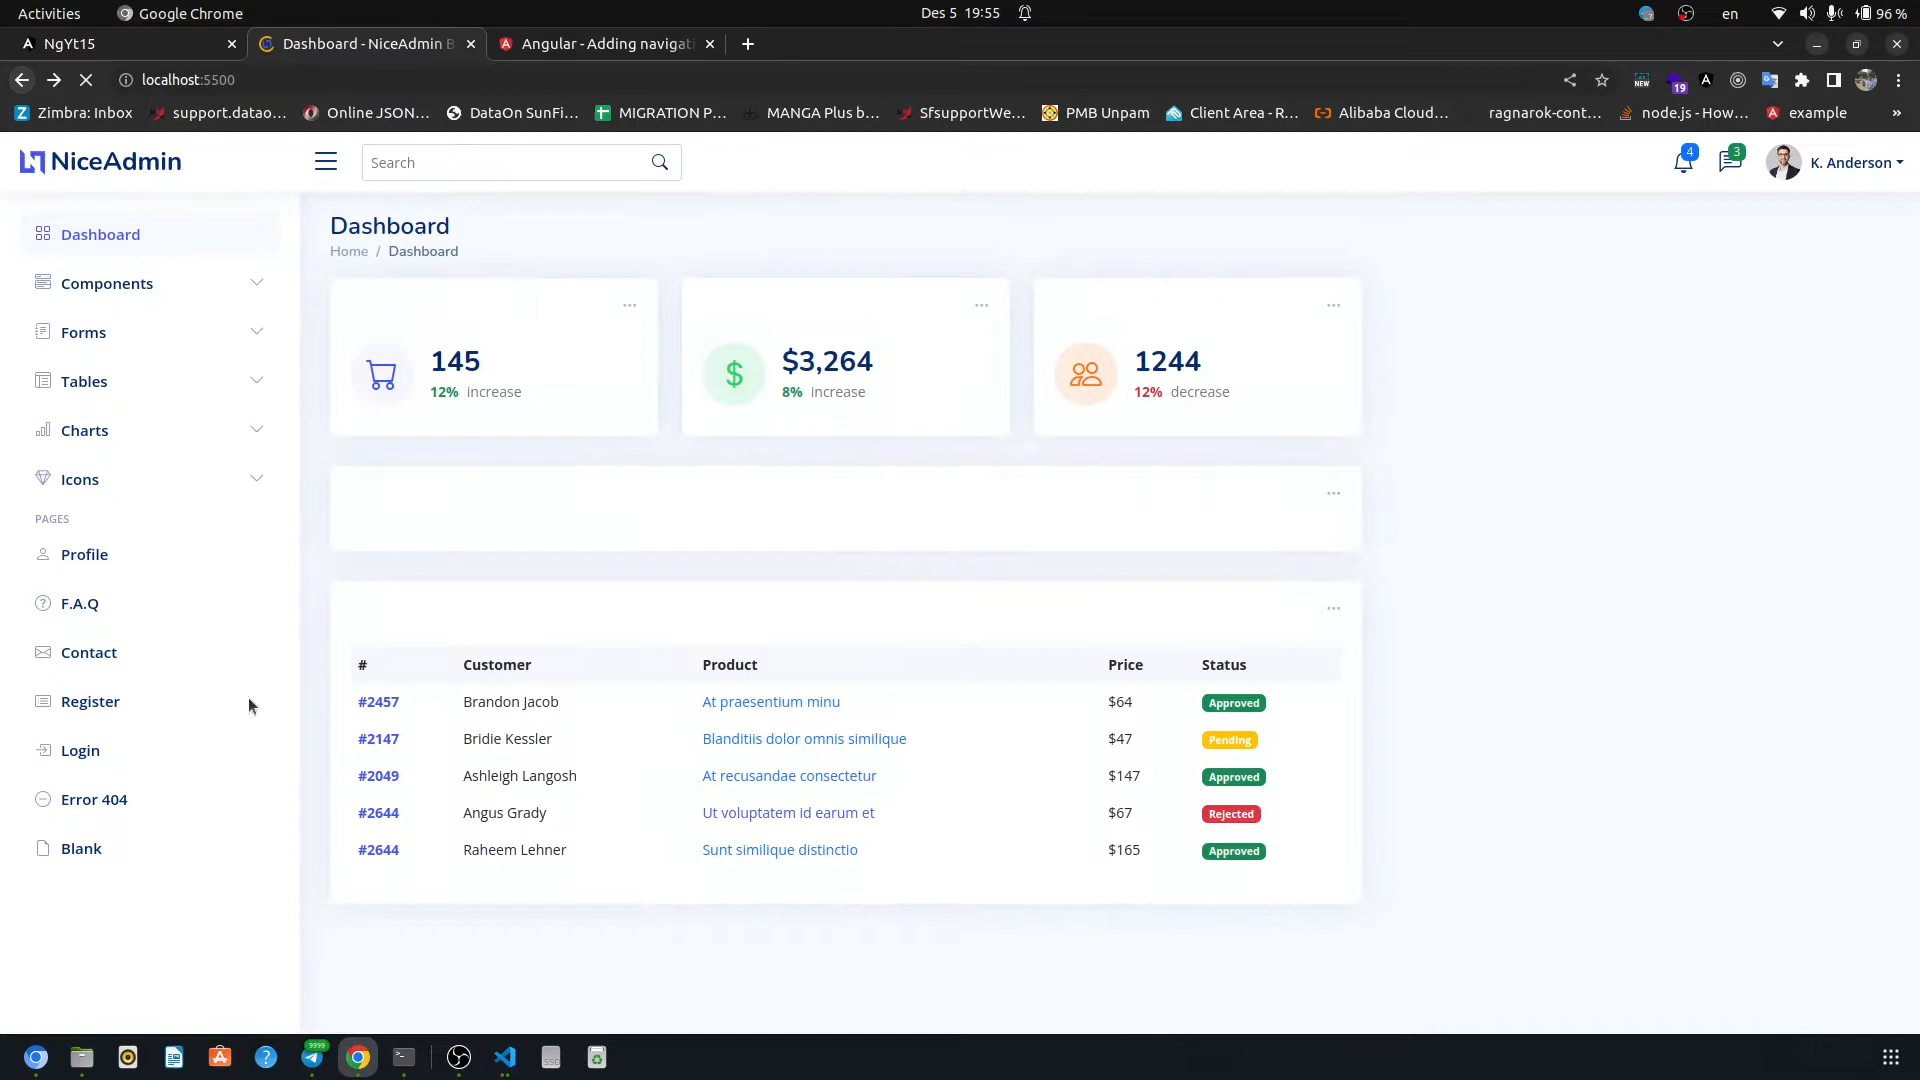 Activities
Google Chrome
Des 5 19:55
en
96 %
NgYt15
Dashboard - NiceAdmin B
Angular - Adding navigati
localhost:5500
NEW
19
Zimbra: Inbox
support.datao...
Online JSON...
DataOn SunFi...
MIGRATION P...
MANGA Plus b...
SfsupportWe...
PMB Unpam
Client Area - R...
Alibaba Cloud...
ragnarok-cont...
node.js - How...
example
»
NiceAdmin
Search
4
3
K. Anderson
Dashboard
Components
Forms
Tables
Charts
Icons
PAGES
Profile
F.A.Q
Contact
Register
Login
Error 404
Blank
Dashboard
Home / Dashboard
145
12% increase
$3,264
8% increase
1244
12% decrease
# Customer Product Price Status
#2457 Brandon Jacob At praesentium minu $64 Approved
#2147 Bridie Kessler Blanditiis dolor omnis similique $47 Pending
#2049 Ashleigh Langosh At recusandae consectetur $147 Approved
#2644 Angus Grady Ut voluptatem id earum et $67 Rejected
#2644 Raheem Lehner Sunt similique distinctio $165 Approved
9999
SSD